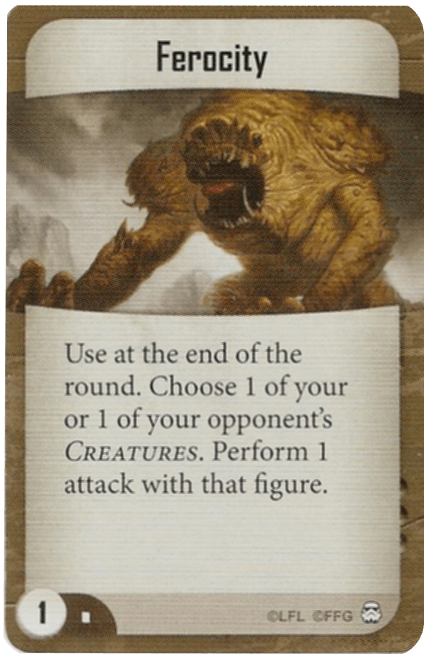 Ferocity
Use at the end of the
round. Choose 1 of your
or 1 of your opponent's
CREATURES. Perform 1
attack with that figure.
1
©LFL ©FFG